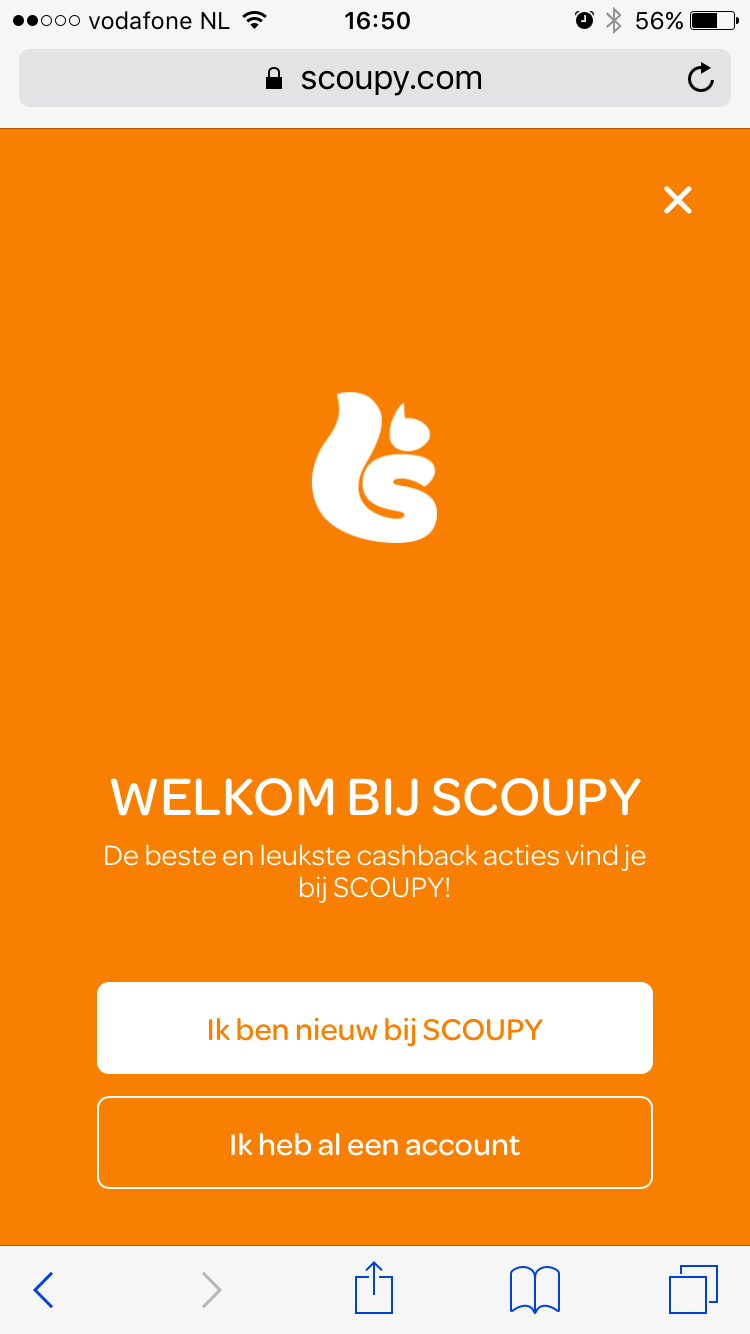 vodafone NL 16:50 56%
scoupy.com
WELKOM BIJ SCOUPY
De beste en leukste cashback acties vind je
bij SCOUPY!
Ik ben nieuw bij SCOUPY
Ik heb al een account